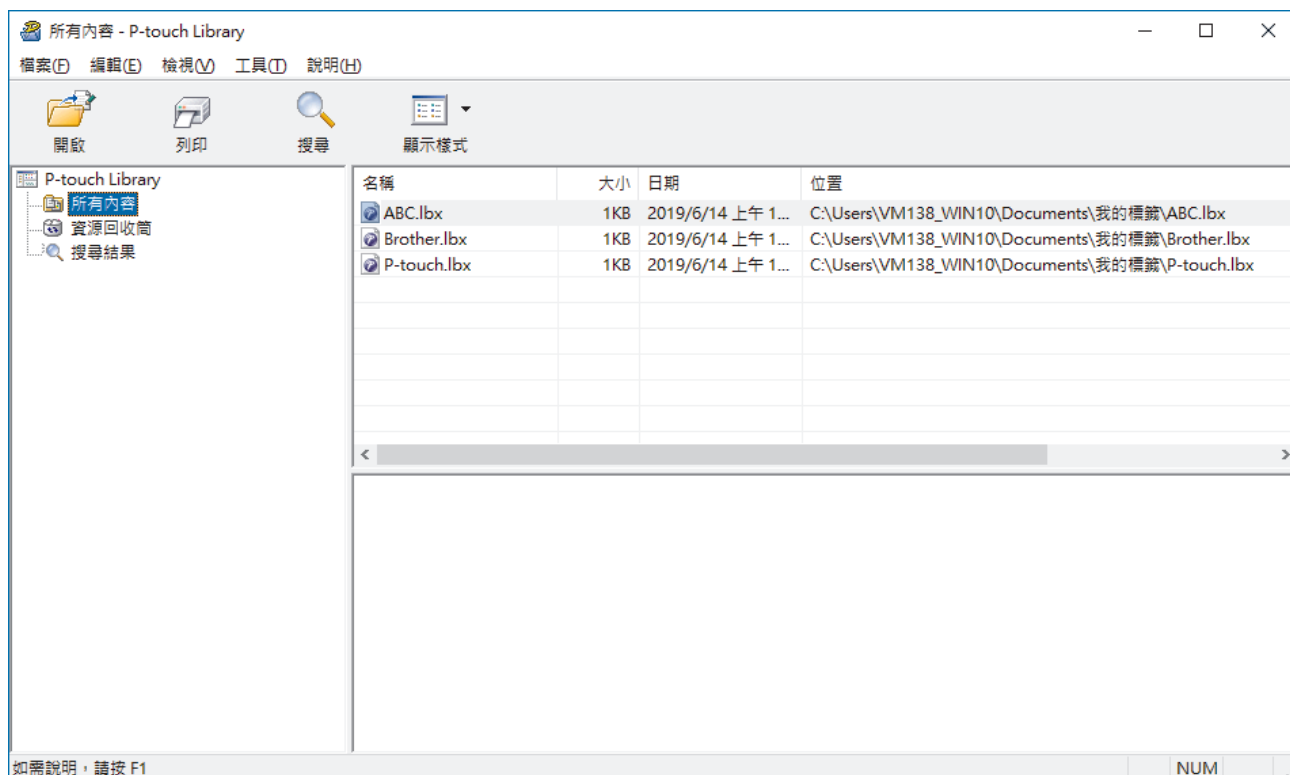 所有內容 - P-touch Library
檔案(F) 編輯(E) 檢視(V) 工具(T) 說明(H)
開啟 列印 搜尋 顯示樣式
P-touch Library
所有內容
資源回收筒
搜尋結果
名稱 大小 日期 位置
ABC.lbx 1KB 2019/6/14 上午 1... C:\Users\VM138_WIN10\Documents\我的標籤\ABC.lbx
Brother.lbx 1KB 2019/6/14 上午 1... C:\Users\VM138_WIN10\Documents\我的標籤\Brother.lbx
P-touch.lbx 1KB 2019/6/14 上午 1... C:\Users\VM138_WIN10\Documents\我的標籤\P-touch.lbx
如需說明，請按 F1 NUM